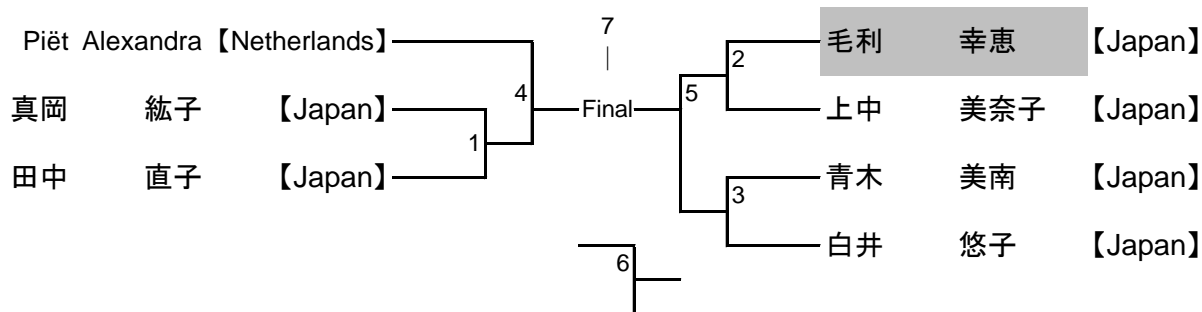 7
Piët Alexandra 【Netherlands】
毛利 幸恵 【Japan】
2
4
Final
5
真岡 紘子 【Japan】
上中 美奈子 【Japan】
1
田中 直子 【Japan】
青木 美南 【Japan】
3
白井 悠子 【Japan】
6